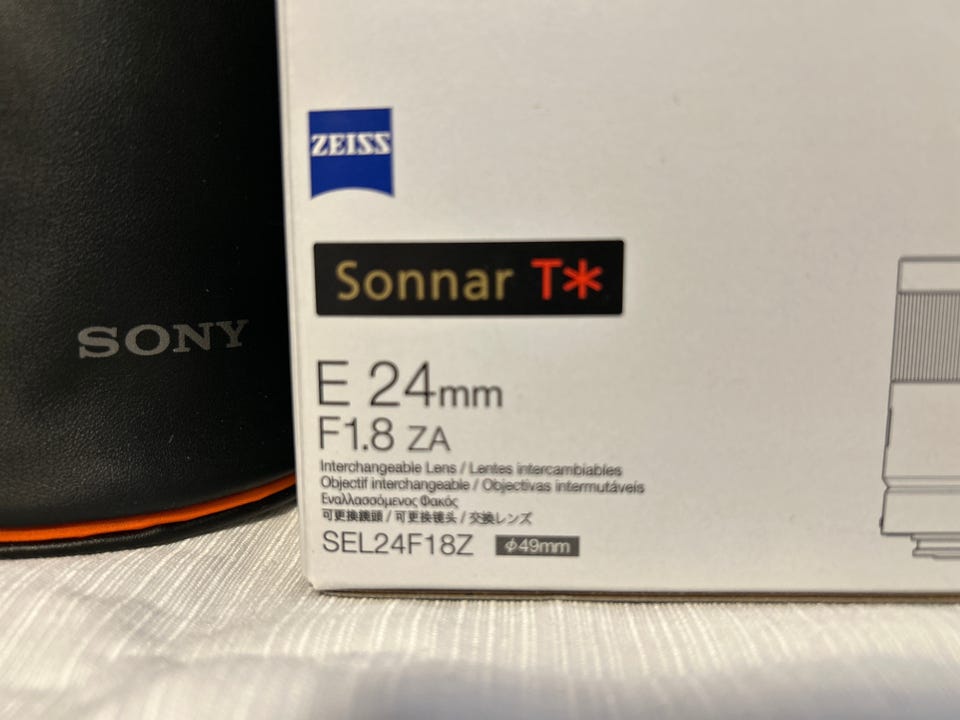 SONY
ZEISS
Sonnar T*
E 24mm
F1.8 ZA
Interchangeable Lens / Lentes intercambiables
Objectif interchangeable / Objectivas intermutáveis
Εναλλασσόμενος Φακός
可更換鏡頭 / 可更换镜头 / 交換レンズ
SEL24F18Z ϕ49mm